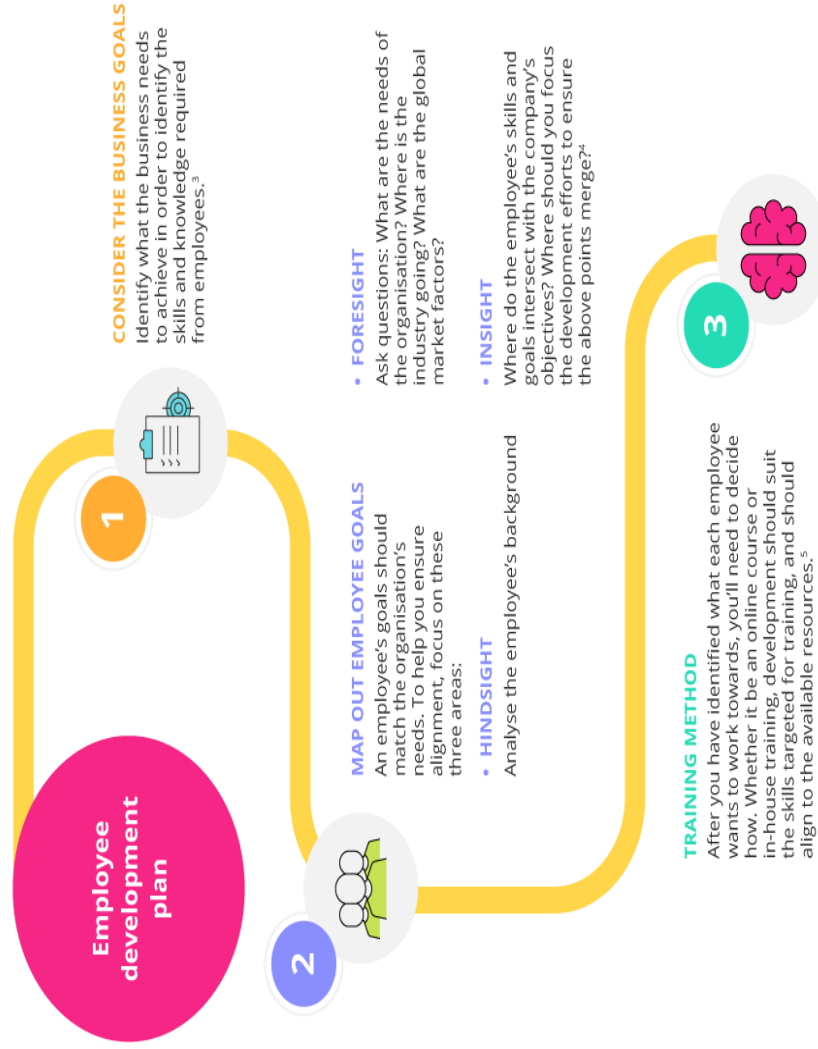 Employee
development
plan
1
CONSIDER THE BUSINESS GOALS
Identify what the business needs
to achieve in order to identify the
skills and knowledge required
from employees.³
2
MAP OUT EMPLOYEE GOALS
An employee’s goals should
match the organisation’s
needs. To help you ensure
alignment, focus on these
three areas:
• HINDSIGHT
Analyse the employee’s background
• FORESIGHT
Ask questions: What are the needs of
the organisation? Where is the
industry going? What are the global
market factors?
• INSIGHT
Where do the employee’s skills and
goals intersect with the company’s
objectives? Where should you focus
the development efforts to ensure
the above points merge?⁴
3
TRAINING METHOD
After you have identified what each employee
wants to work towards, you’ll need to decide
how. Whether it be an online course or
in-house training, development should suit
the skills targeted for training, and should
align to the available resources.⁵